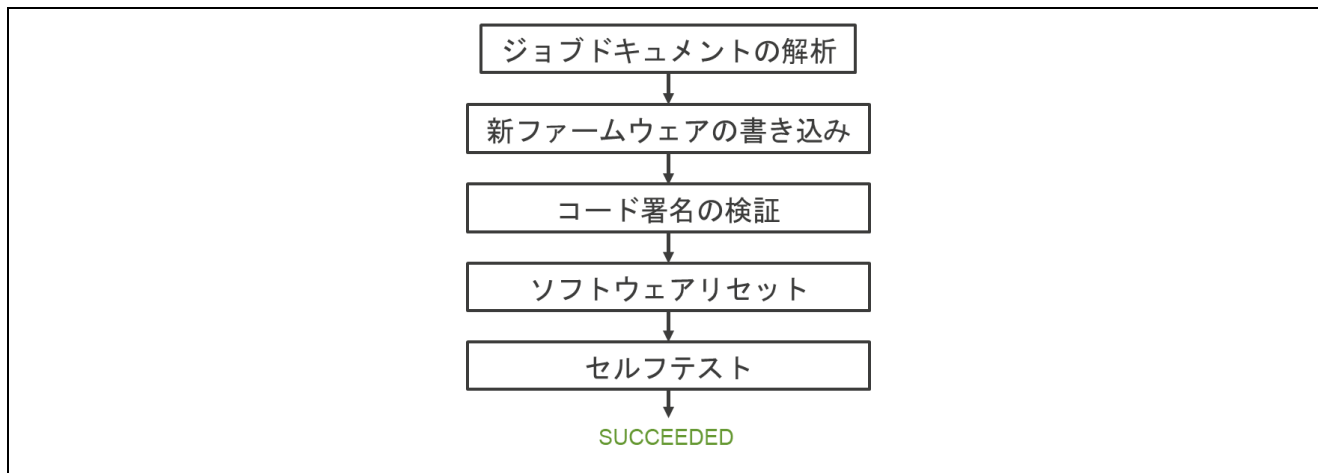 ジョブドキュメントの解析
新ファームウェアの書き込み
コード署名の検証
ソフトウェアリセット
セルフテスト
SUCCEEDED